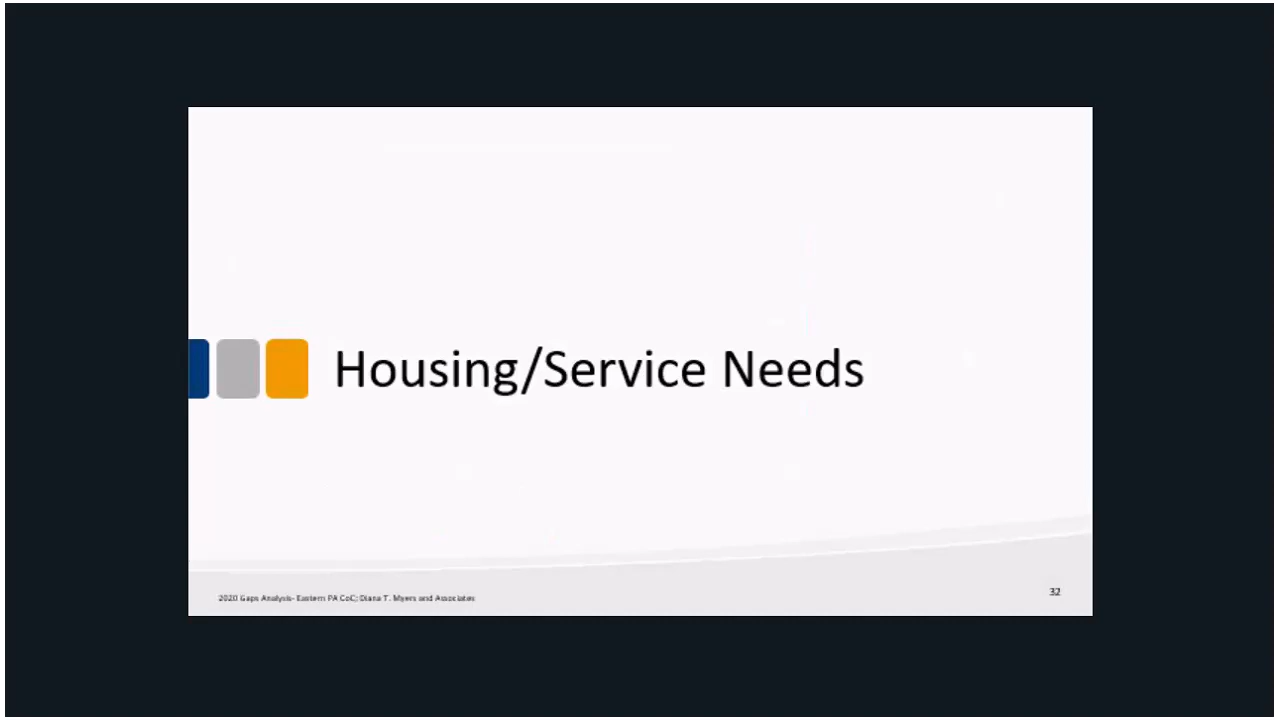 Housing/Service Needs
2020 Gaps Analysis- Eastern PA CoC; Diana T. Myers and Associates
32